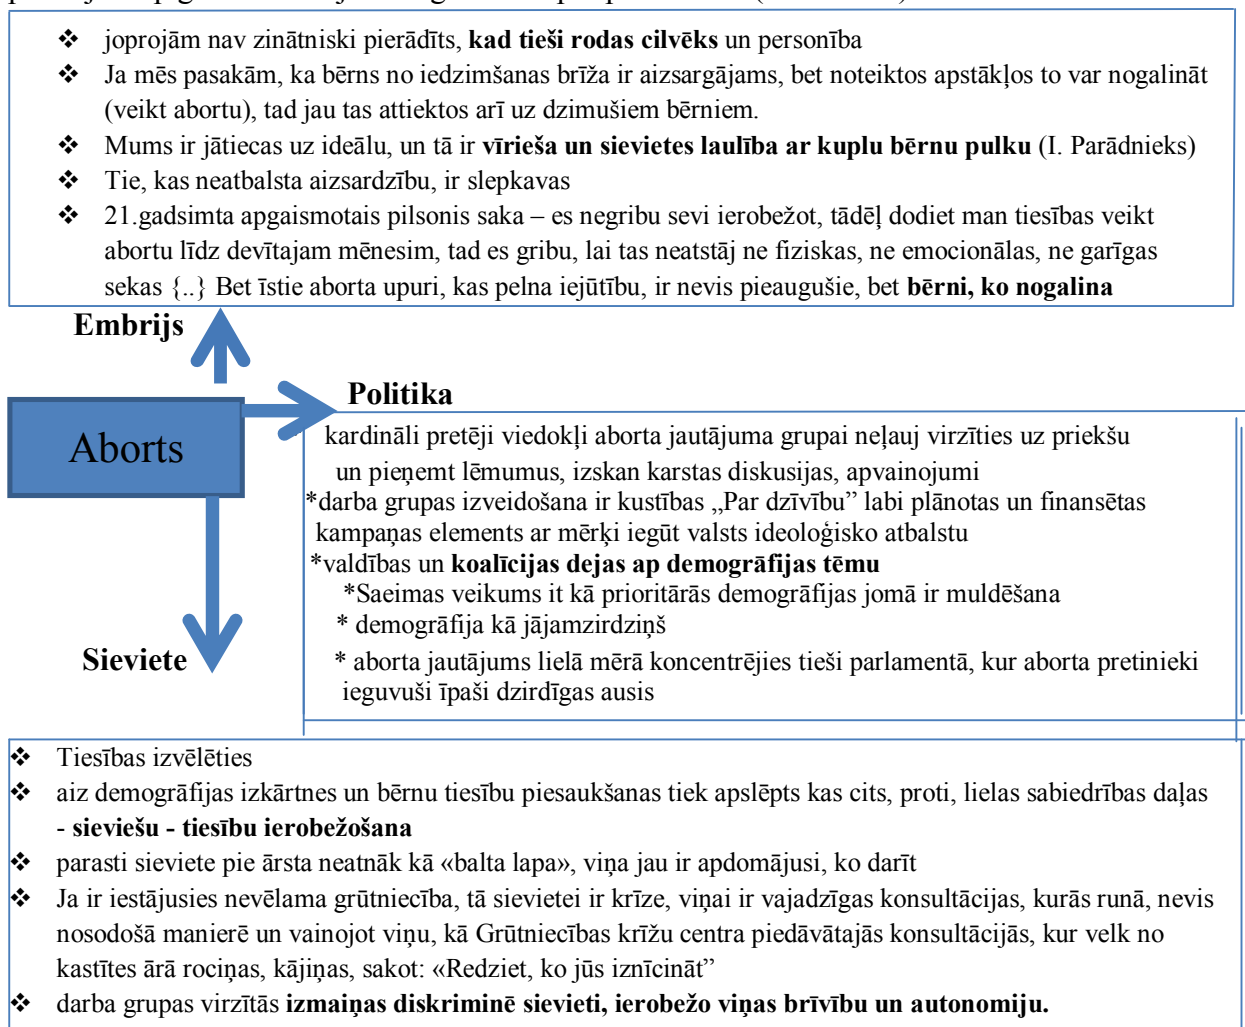 ❖ joprojām nav zinātniski pierādīts, kad tieši rodas cilvēks un personība
❖ Ja mēs pasakām, ka bērns no iedzimšanas brīža ir aizsargājams, bet noteiktos apstākļos to var nogalināt
(veikt abortu), tad jau tas attiektos arī uz dzimušiem bērniem.
❖ Mums ir jātiecas uz ideālu, un tā ir vīrieša un sievietes laulība ar kuplu bērnu pulku (I. Parādnieks)
❖ Tie, kas neatbalsta aizsardzību, ir slepkavas
❖ 21.gadsimta apgaismotais pilsonis saka – es negribu sevi ierobežot, tādēļ dodiet man tiesības veikt
abortu līdz devītajam mēnesim, tad es gribu, lai tas neatstāj ne fiziskas, ne emocionālas, ne garīgas
sekas {..} Bet īstie aborta upuri, kas pelna iejūtību, ir nevis pieaugušie, bet bērni, ko nogalina
Embrijs
Politika
Aborts
kardināli pretēji viedokļi aborta jautājuma grupai neļauj virzīties uz priekšu
un pieņemt lēmumus, izskan karstas diskusijas, apvainojumi
*darba grupas izveidošana ir kustības „Par dzīvību” labi plānotas un finansētas
kampaņas elements ar mērķi iegūt valsts ideoloģisko atbalstu
*valdības un koalīcijas dejas ap demogrāfijas tēmu
*Saeimas veikums it kā prioritārās demogrāfijas jomā ir muldēšana
* demogrāfija kā jājamzirdziņš
* aborta jautājums lielā mērā koncentrējies tieši parlamentā, kur aborta pretinieki
ieguvuši īpaši dzirdīgas ausis
Sieviete
❖ Tiesības izvēlēties
❖ aiz demogrāfijas izkārtnes un bērnu tiesību piesaukšanas tiek apslēpts kas cits, proti, lielas sabiedrības daļas
- sieviešu - tiesību ierobežošana
❖ parasti sieviete pie ārsta neatnāk kā «balta lapa», viņa jau ir apdomājusi, ko darīt
❖ Ja ir iestājusies nevēlama grūtniecība, tā sievietei ir krīze, viņai ir vajadzīgas konsultācijas, kurās runā, nevis
nosodošā manierē un vainojot viņu, kā Grūtniecības krīžu centra piedāvātajās konsultācijās, kur velk no
kastītes ārā rociņas, kājiņas, sakot: «Redziet, ko jūs iznīcināt”
❖ darba grupas virzītās izmaiņas diskriminē sievieti, ierobežo viņas brīvību un autonomiju.